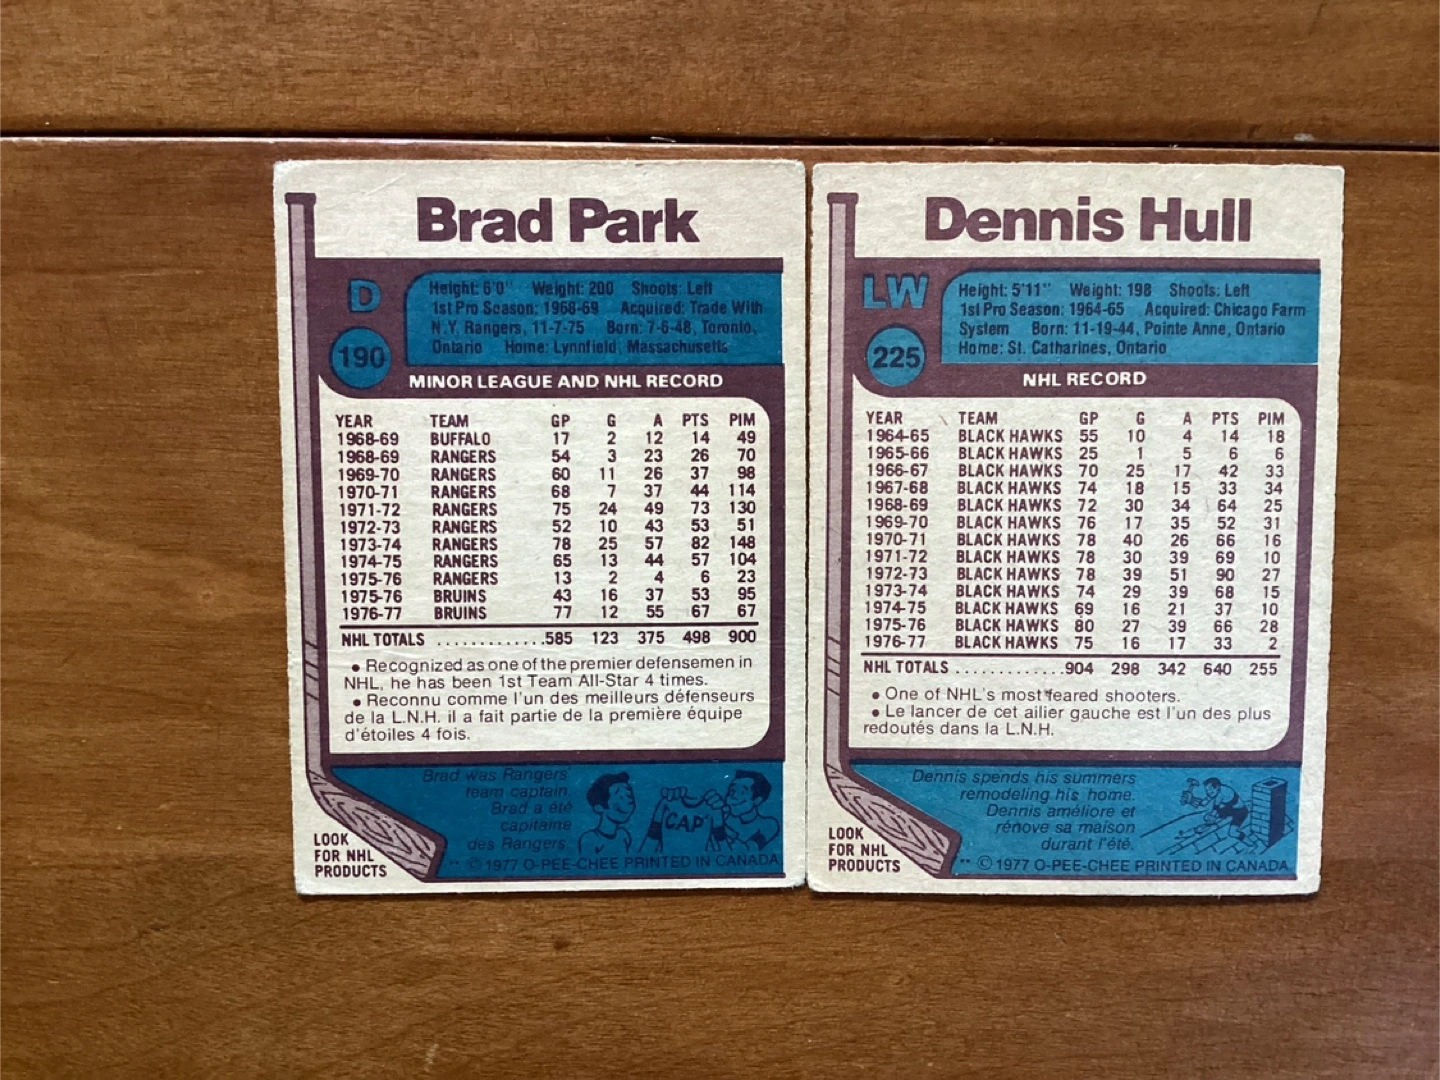 Brad Park
D
190
Height: 6'0" Weight: 200 Shoots: Left
1st Pro Season: 1968-69 Acquired: Trade With
N.Y. Rangers, 11-7-75 Born: 7-6-48, Toronto,
Ontario Home: Lynnfield, Massachusetts
MINOR LEAGUE AND NHL RECORD
YEAR TEAM GP G A PTS PIM
1968-69 BUFFALO 17 2 12 14 49
1968-69 RANGERS 54 3 23 26 70
1969-70 RANGERS 60 11 26 37 98
1970-71 RANGERS 68 7 37 44 114
1971-72 RANGERS 75 24 49 73 130
1972-73 RANGERS 52 10 43 53 51
1973-74 RANGERS 78 25 57 82 148
1974-75 RANGERS 65 13 44 57 104
1975-76 RANGERS 13 2 4 6 23
1975-76 BRUINS 43 16 37 53 95
1976-77 BRUINS 77 12 55 67 67
NHL TOTALS .............585 123 375 498 900
• Recognized as one of the premier defensemen in
NHL, he has been 1st Team All-Star 4 times.
• Reconnu comme l'un des meilleurs défenseurs
de la L.N.H. il a fait partie de la première équipe
d'étoiles 4 fois.
Brad was Rangers'
team captain.
Brad a été
capitaine
des Rangers.
CAP
LOOK
FOR NHL
PRODUCTS
** © 1977 O-PEE-CHEE PRINTED IN CANADA
Dennis Hull
LW
225
Height: 5'11" Weight: 198 Shoots: Left
1st Pro Season: 1964-65 Acquired: Chicago Farm
System Born: 11-19-44, Pointe Anne, Ontario
Home: St. Catharines, Ontario
NHL RECORD
YEAR TEAM GP G A PTS PIM
1964-65 BLACK HAWKS 55 10 4 14 18
1965-66 BLACK HAWKS 25 1 5 6 6
1966-67 BLACK HAWKS 70 25 17 42 33
1967-68 BLACK HAWKS 74 18 15 33 34
1968-69 BLACK HAWKS 72 30 34 64 25
1969-70 BLACK HAWKS 76 17 35 52 31
1970-71 BLACK HAWKS 78 40 26 66 16
1971-72 BLACK HAWKS 78 30 39 69 10
1972-73 BLACK HAWKS 78 39 51 90 27
1973-74 BLACK HAWKS 74 29 39 68 15
1974-75 BLACK HAWKS 69 16 21 37 10
1975-76 BLACK HAWKS 80 27 39 66 28
1976-77 BLACK HAWKS 75 16 17 33 2
NHL TOTALS .............904 298 342 640 255
• One of NHL's most feared shooters.
• Le lancer de cet ailier gauche est l'un des plus
redoutés dans la L.N.H.
Dennis spends his summers
remodeling his home.
Dennis améliore et
rénove sa maison
durant l'été.
LOOK
FOR NHL
PRODUCTS
** © 1977 O-PEE-CHEE PRINTED IN CANADA